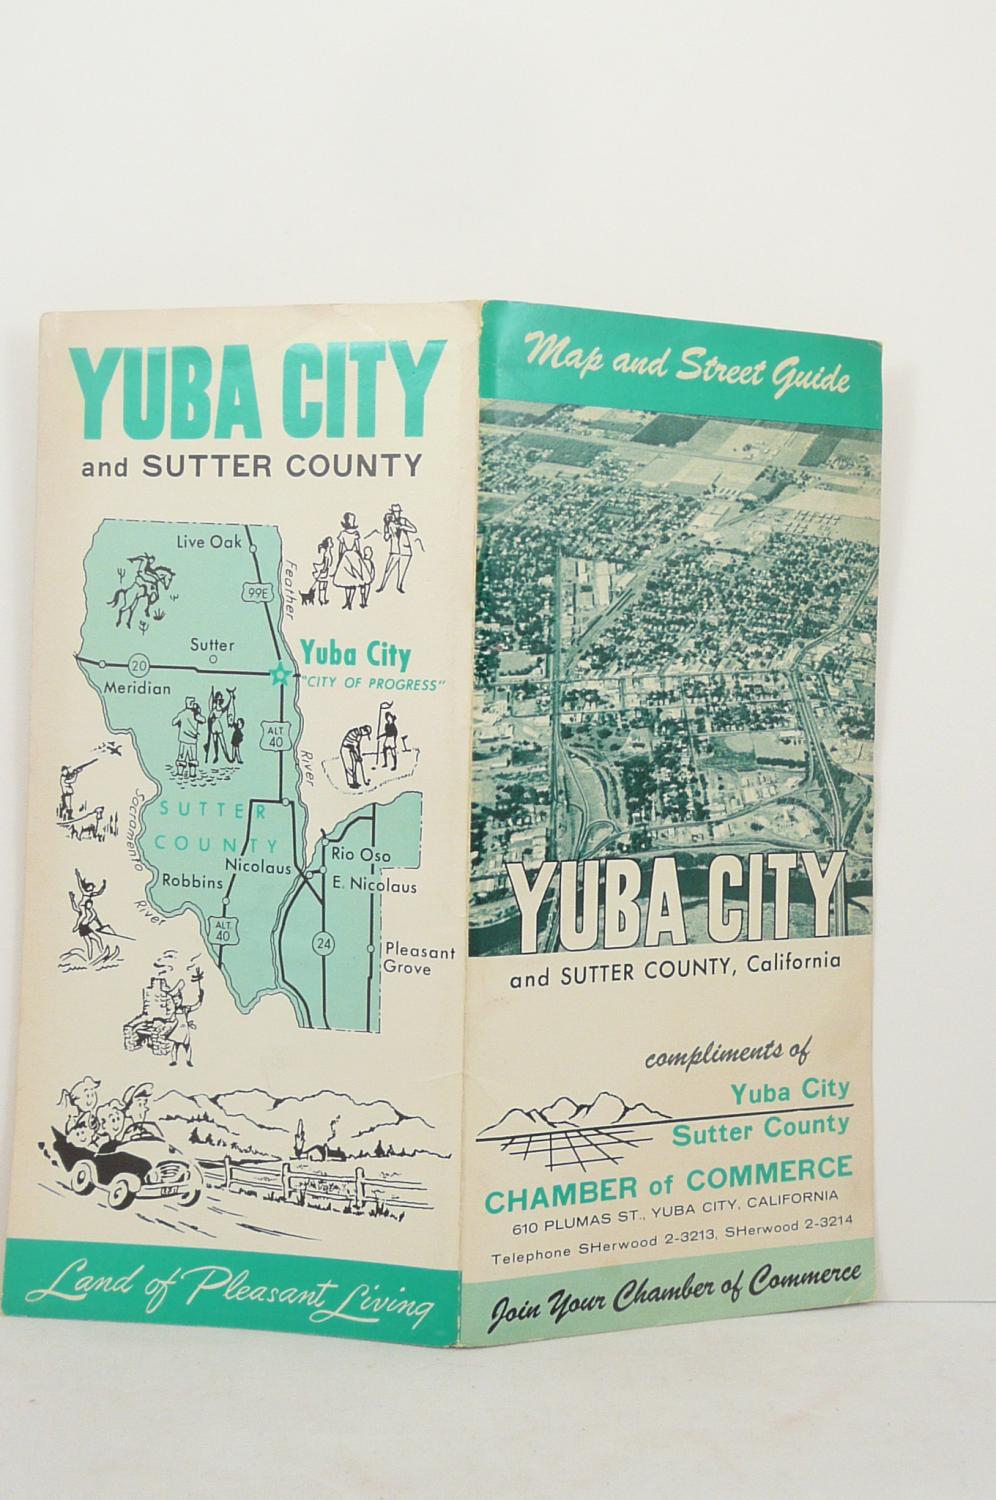 YUBA CITY
and SUTTER COUNTY
Live Oak
99E
Feather
Sutter
20
Meridian
Yuba City
"CITY OF PROGRESS"
ALT.
40
River
Sacramento
River
SUTTER
COUNTY
Nicolaus
Rio Oso
Robbins
E. Nicolaus
ALT.
40
24
Pleasant
Grove
Land of Pleasant Living
Map and Street Guide
YUBA CITY
and SUTTER COUNTY, California
compliments of
Yuba City
Sutter County
CHAMBER of COMMERCE
610 PLUMAS ST., YUBA CITY, CALIFORNIA
Telephone SHerwood 2-3213, SHerwood 2-3214
Join Your Chamber of Commerce